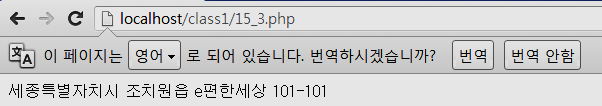 localhost/class1/15_3.php
이 페이지는 영어 로 되어 있습니다. 번역하시겠습니까? 번역 번역 안함
세종특별자치시 조치원읍 e편한세상 101-101